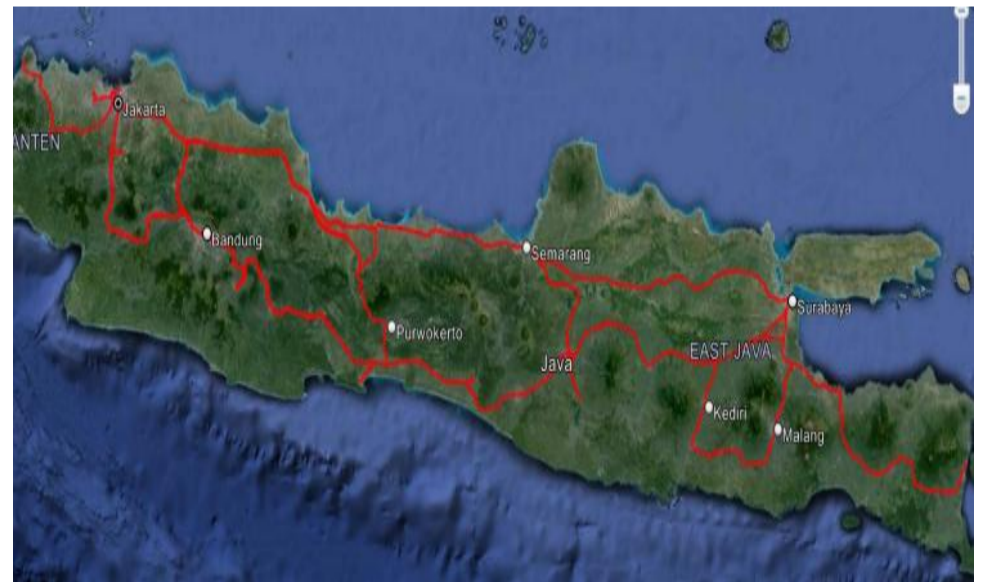 Jakarta
ANTEN
Bandung
Semarang
Surabaya
Purwokerto
EAST JAVA
Java
Kediri
Malang